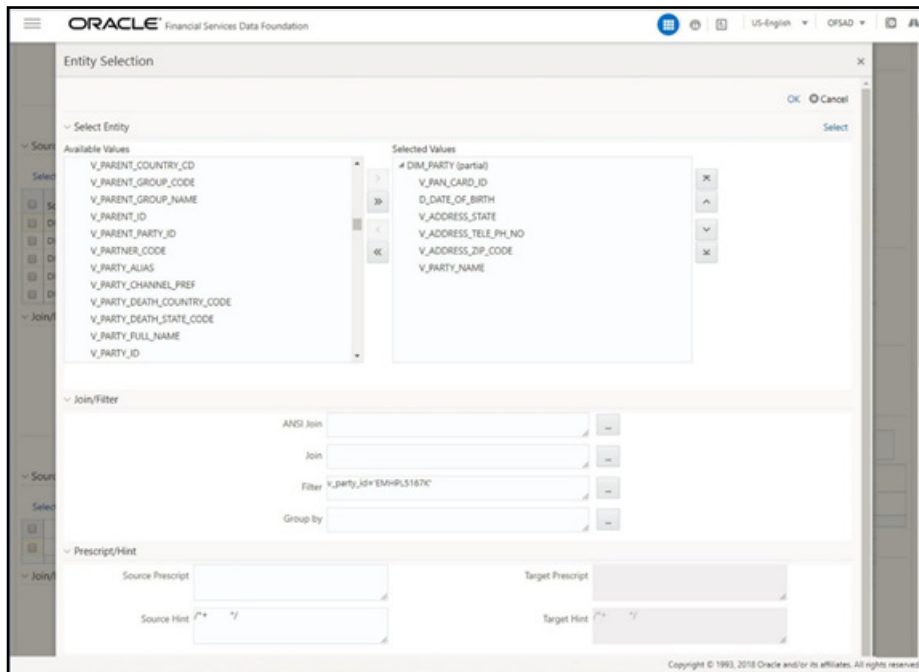 ORACLE Financial Services Data Foundation
US-English
OFSAD
Entity Selection
OK Cancel
Select Entity
Select
Available Values
Selected Values
V_PARENT_COUNTRY_CD
V_PARENT_GROUP_CODE
V_PARENT_GROUP_NAME
V_PARENT_ID
V_PARENT_PARTY_ID
V_PARTNER_CODE
V_PARTY_ALIAS
V_PARTY_CHANNEL_PREF
V_PARTY_DEATH_COUNTRY_CODE
V_PARTY_DEATH_STATE_CODE
V_PARTY_FULL_NAME
V_PARTY_ID
DIM_PARTY (partial)
V_PAN_CARD_ID
D_DATE_OF_BIRTH
V_ADDRESS_STATE
V_ADDRESS_TELE_PH_NO
V_ADDRESS_ZIP_CODE
V_PARTY_NAME
Join/Filter
ANSI Join
...
Join
...
Filter v_party_id='EMHPL5167K'
...
Group by
...
Prescript/Hint
Source Prescript
Target Prescript
Source Hint /*+ */
Target Hint /*+ */
Copyright © 1993, 2018 Oracle and/or its affiliates. All rights reserved